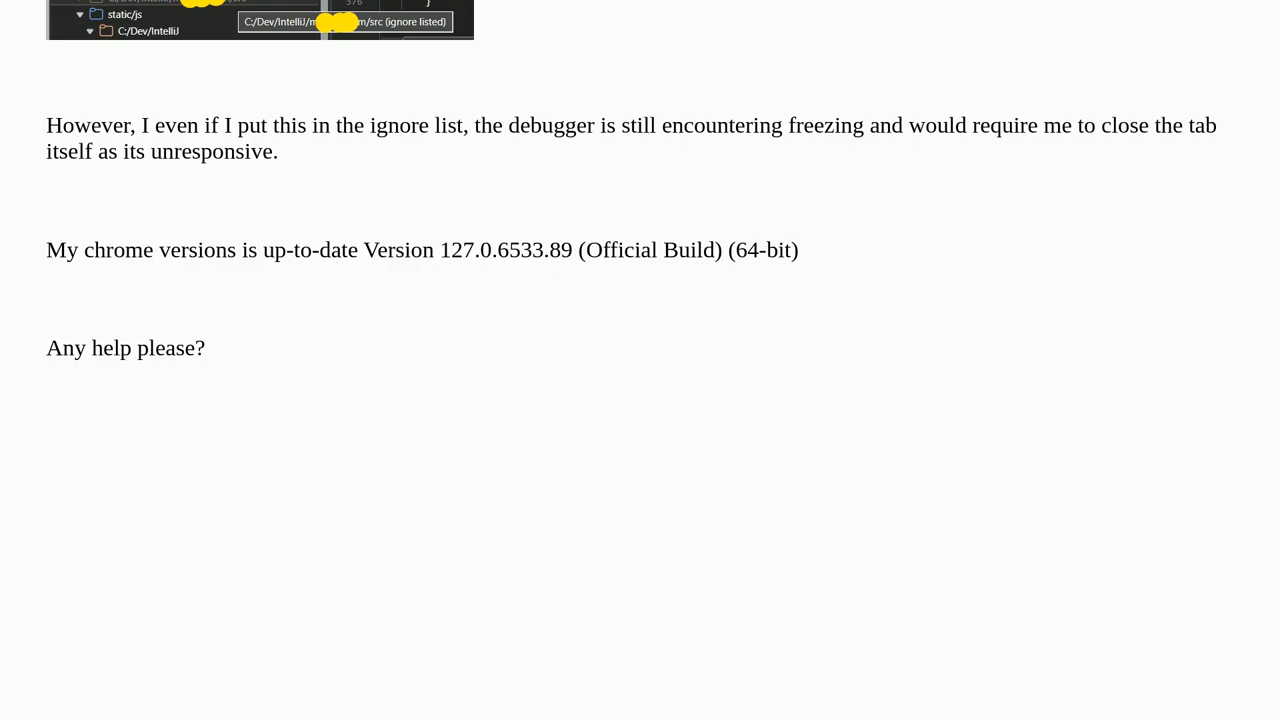 376
}
static/js
C:/Dev/IntelliJ/m m/src (ignore listed)
C:/Dev/IntelliJ
However, I even if I put this in the ignore list, the debugger is still encountering freezing and would require me to close the tab
itself as its unresponsive.
My chrome versions is up-to-date Version 127.0.6533.89 (Official Build) (64-bit)
Any help please?